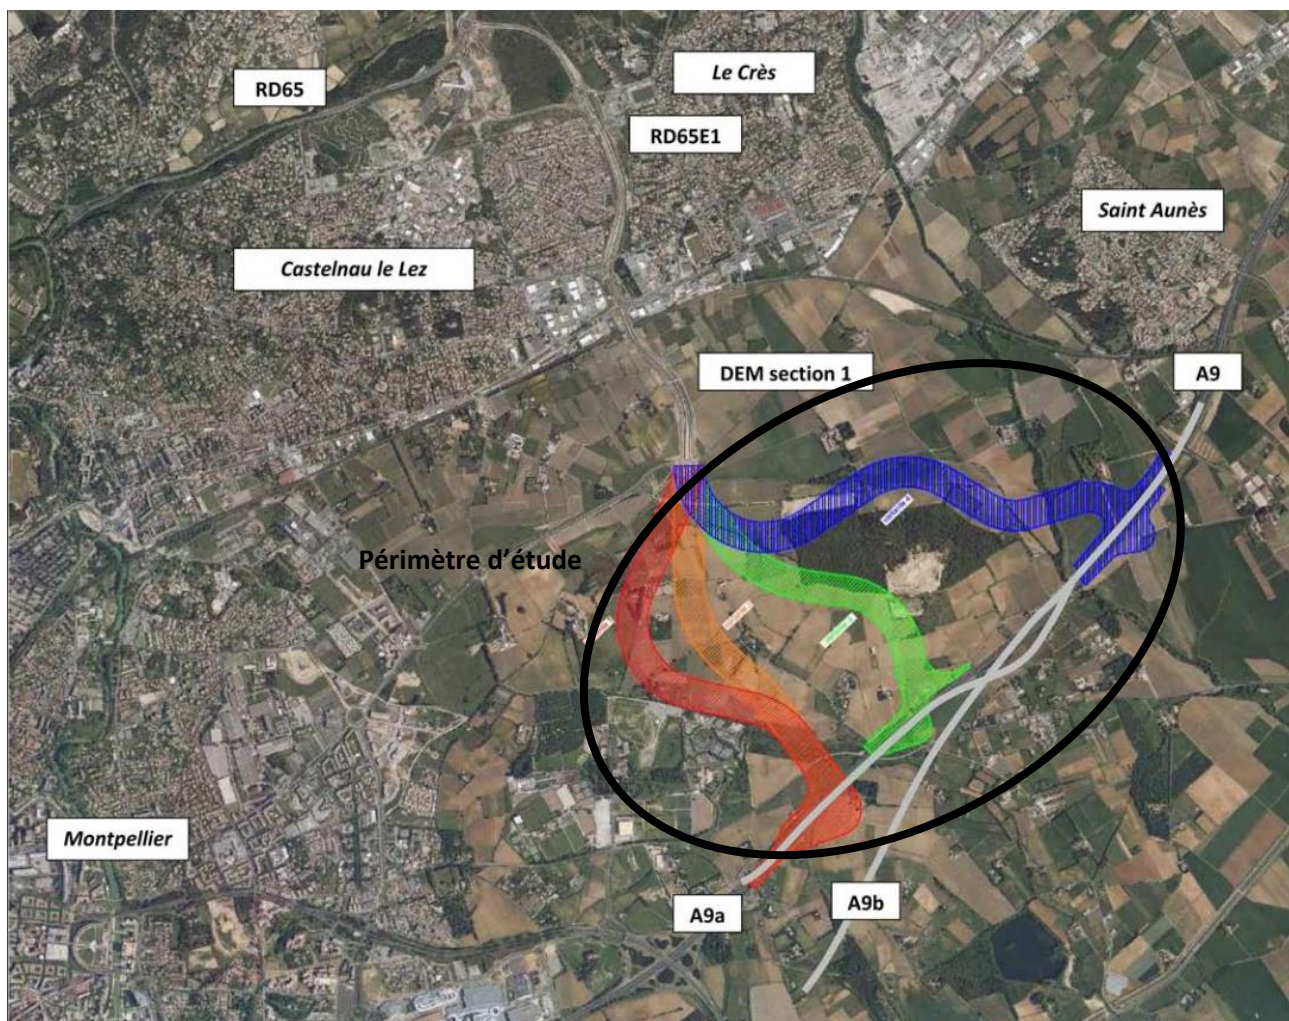 Le Crès
RD65
RD65E1
Saint Aunès
Castelnau le Lez
DEM section 1
A9
Périmètre d'étude
Montpellier
A9a
A9b